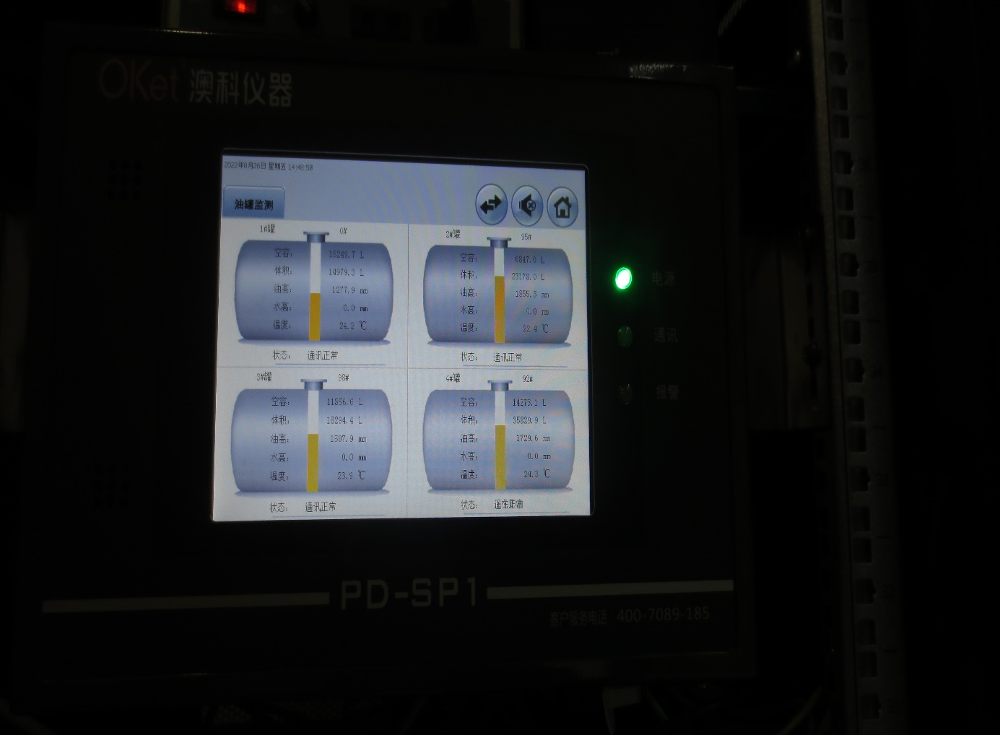 OKet 澳科仪器
2022年8月26日 星期五 14:48:58
油罐监测
1#罐 0#
空容: 15249.7 L
体积: 14979.3 L
油高: 1277.9 mm
水高: 0.0 mm
温度: 24.2 ℃
状态: 通讯正常
2#罐 95#
空容: 6847.0 L
体积: 23178.0 L
油高: 1855.3 mm
水高: 0.0 mm
温度: 22.4 ℃
状态: 通讯正常
3#罐 98#
空容: 11856.6 L
体积: 18294.4 L
油高: 1507.9 mm
水高: 0.0 mm
温度: 23.9 ℃
状态: 通讯正常
4#罐 92#
空容: 14273.1 L
体积: 35829.9 L
油高: 1729.6 mm
水高: 0.0 mm
温度: 24.3 ℃
状态:
电源
通讯
报警
PD-SP1
客户服务电话:400-7089-185